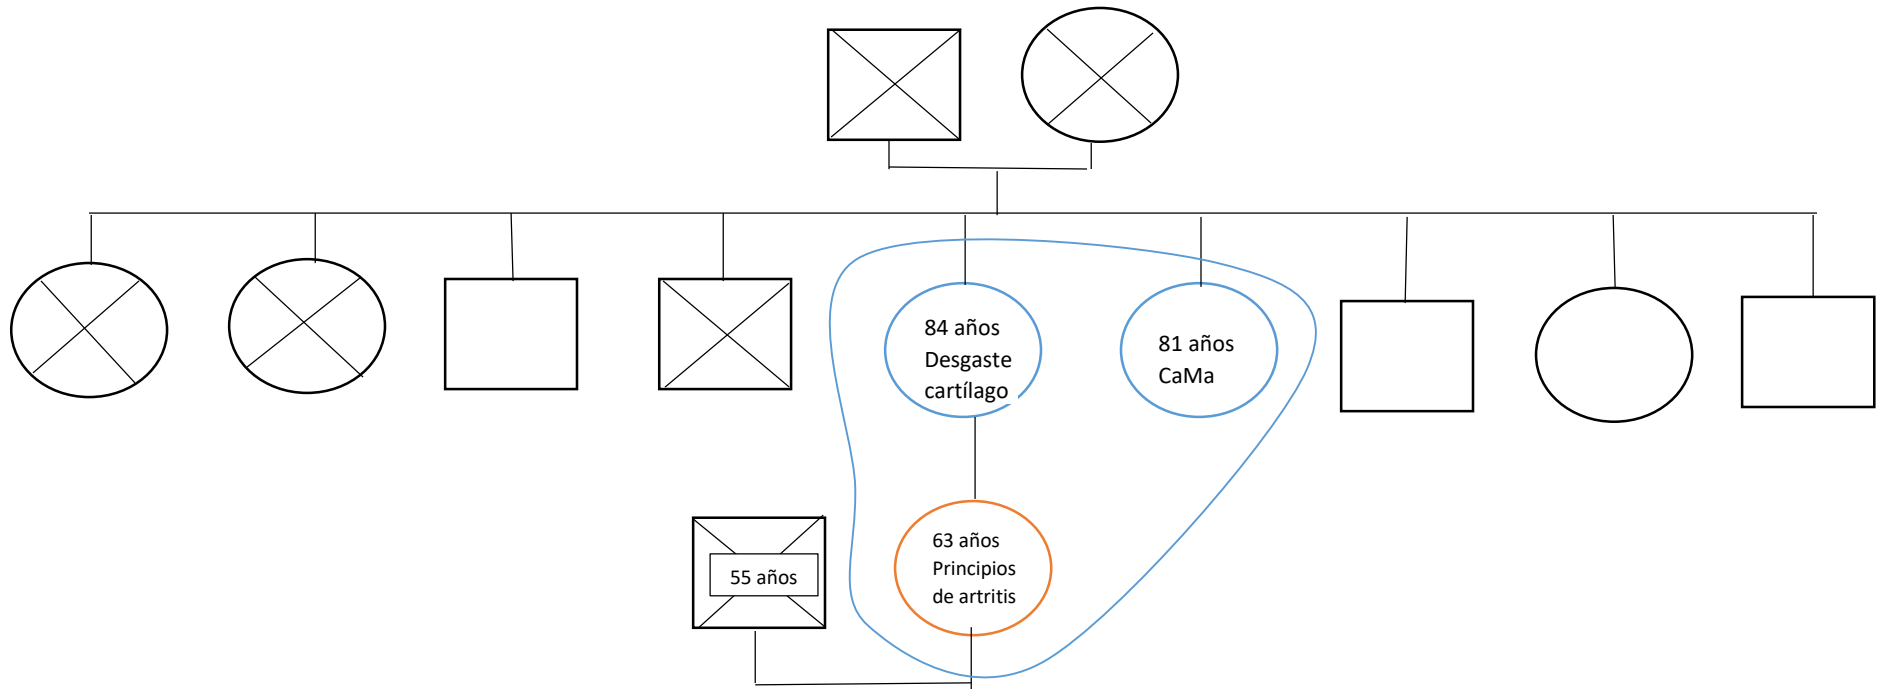 84 años
Desgaste
cartílago
81 años
CaMa
55 años
63 años
Principios
de artritis